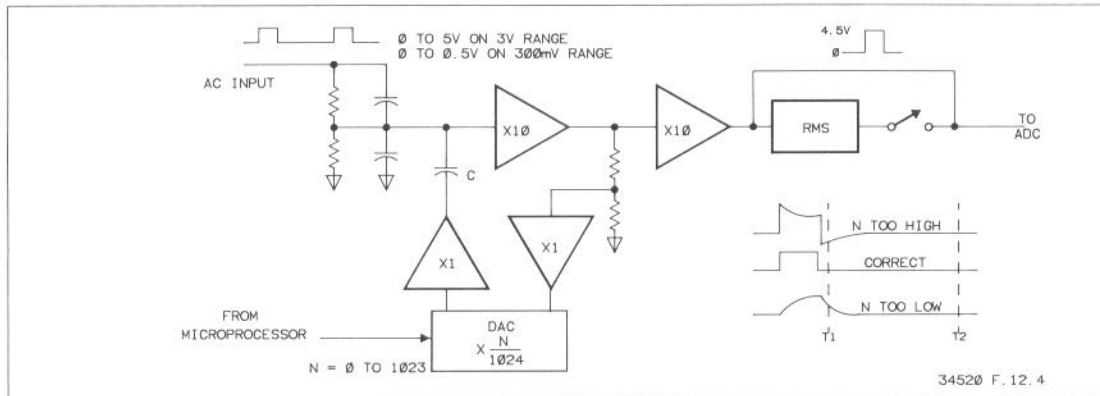 Ø TO 5V ON 3V RANGE
Ø TO Ø.5V ON 3ØØmV RANGE
AC INPUT
4.5V
Ø
X1Ø
X1Ø
RMS
TO
ADC
C
X1
X1
N TOO HIGH
CORRECT
N TOO LOW
T1
T2
FROM
MICROPROCESSOR
DAC
X N
1Ø24
N = Ø TO 1Ø23
3452Ø F.12.4